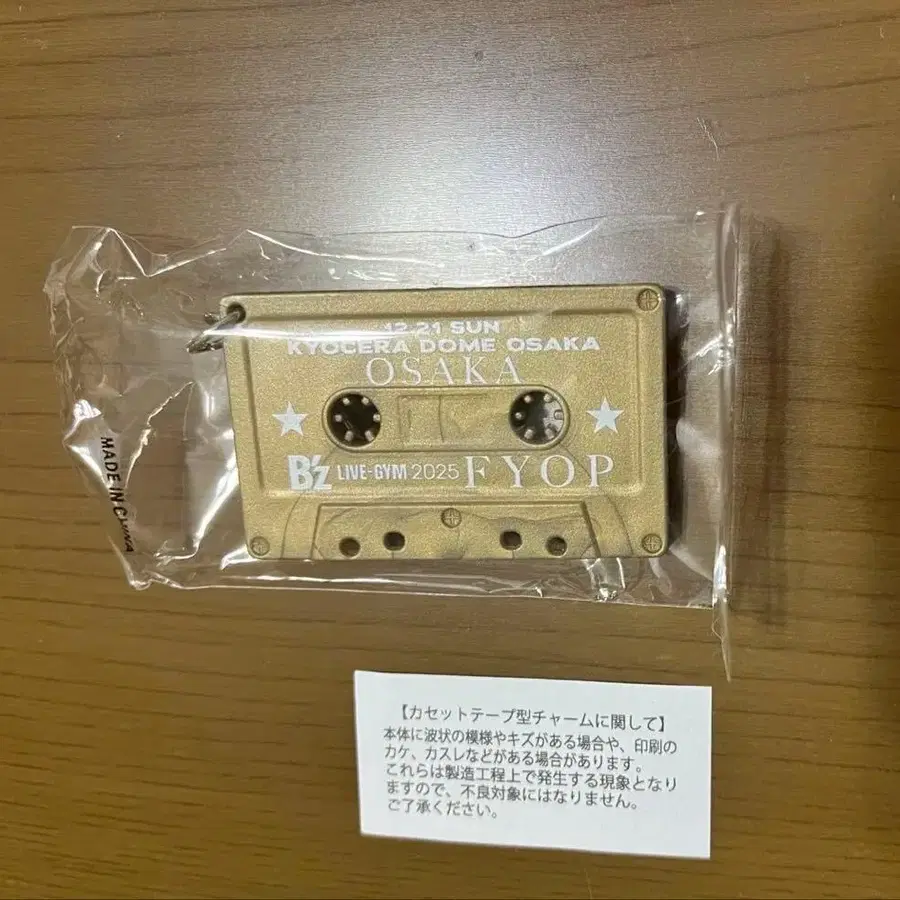 12.21 SUN
KYOCERA DOME OSAKA
OSAKA
B'z LIVE-GYM 2025 FYOP
MADE IN CHINA
【カセットテープ型チャームに関して】
本体に波状の模様やキズがある場合や、印刷の
カケ、カスレなどがある場合があります。
これらは製造工程上で発生する現象となり
ますので、不良対象にはなりません。
ご了承ください。